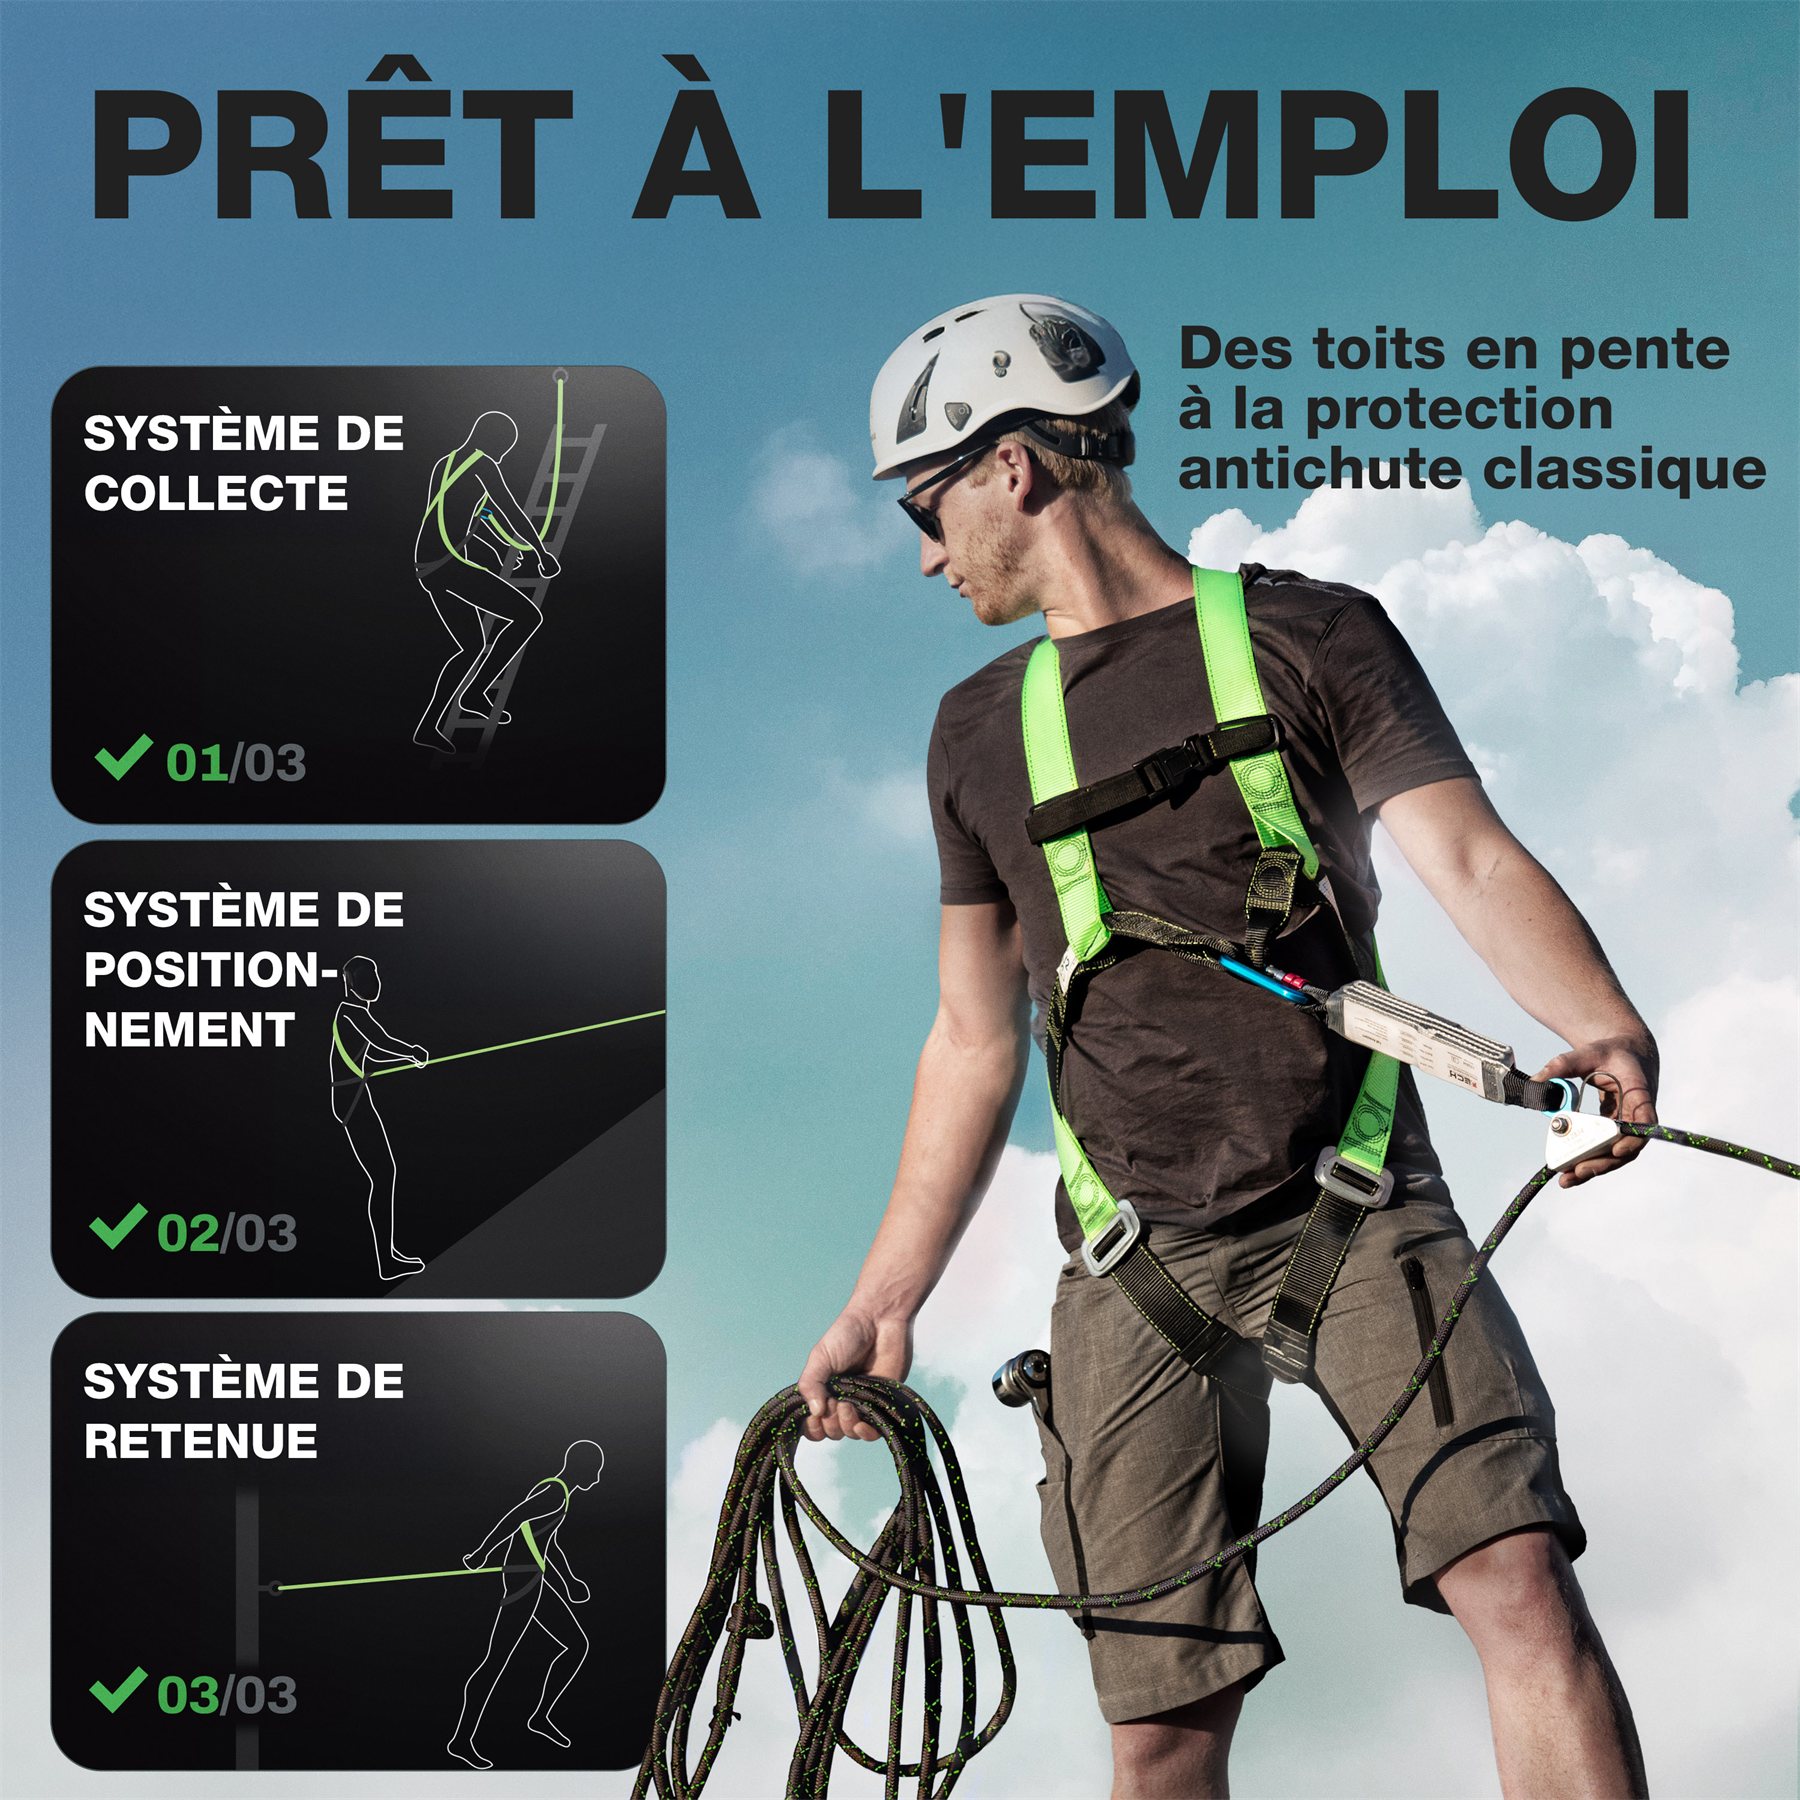 PRÊT À L'EMPLOI
Des toits en pente
à la protection
antichute classique
SYSTÈME DE
COLLECTE
01/03
SYSTÈME DE
POSITION-
NEMENT
02/03
SYSTÈME DE
RETENUE
03/03